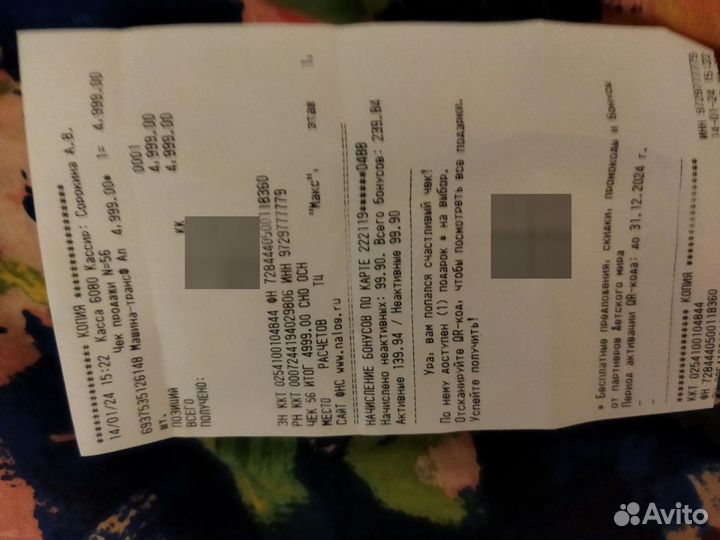 ********** КОПИЯ **********
14/01/24 15:22 Касса 6080 Кассир: Сорокина А.В.
Чек продажи N=56
6937535126148 Машина-трансф Ал 4,999.00* 1= 4,999.00
шт.
ПОЗИЦИЙ 0001
ВСЕГО 4,999.00
ПОЛУЧЕНО: 4,999.00
КК
ЗН ККТ 02541001004844 ФН 7284440500118360
РН ККТ 0007244194029806 ИНН 9729777779
ЧЕК 56 ИТОГ 4999.00 СНО ОСН
МЕСТО РАСЧЕТОВ ТЦ "Макс", этаж 1,
САЙТ ФНС www.nalog.ru
НАЧИСЛЕНИЕ БОНУСОВ ПО КАРТЕ 222119******0488
Начислено неактивных: 99.90. Всего бонусов: 239.84
Активные 139.94 / Неактивные 99.90
Ура, вам попался счастливый чек!
По нему доступен (1) подарок * на выбор.
Отсканируйте QR-код, чтобы посмотреть все подарки.
Успейте получить!
* Бесплатные предложения, скидки, промокоды и бонусы
от партнеров Детского мира
Период активации QR-кода: до 31.12.2024 г.
********** КОПИЯ **********
ККТ 02541001004844 ИНН 9729777779
ФН 7284440500118360 14-01-24 15:22
Avito